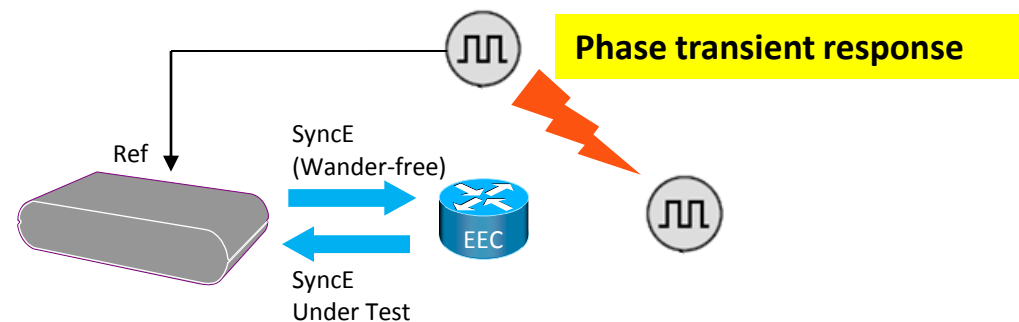 Phase transient response
Ref
SyncE
(Wander-free)
EEC
SyncE
Under Test